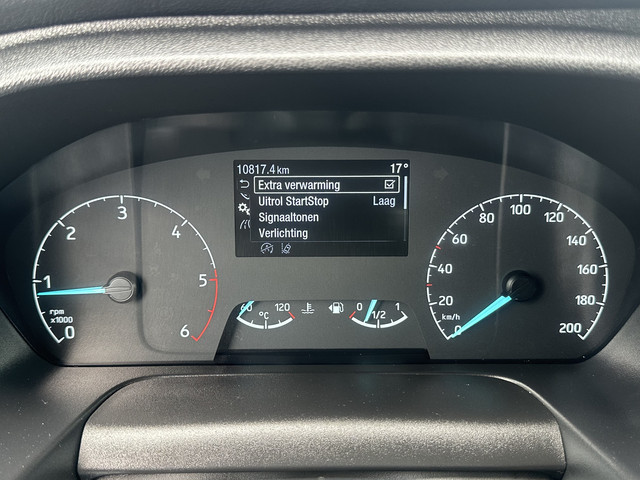 10817.4 km 17°
Extra verwarming
Uitrol StartStop Laag
Signaaltonen
Verlichting
0 1 2 3 4 5 6
rpm
x1000
60 120
°C
0 1/2 1
0 20 40 60 80 100 120 140 160 180 200
km/h